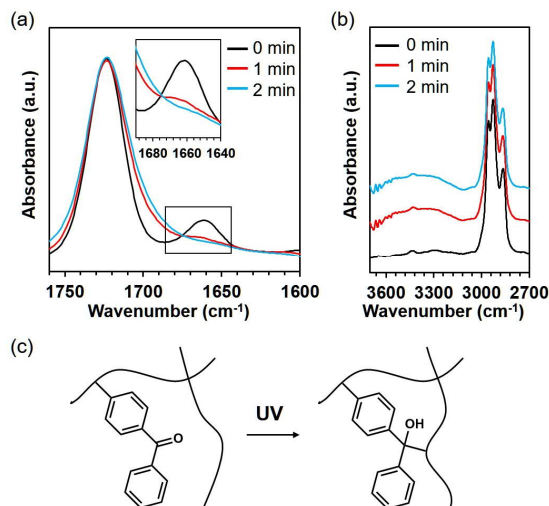 (a)
0 min
1 min
2 min
1680 1660 1640
Absorbance (a.u.)
1750 1700 1650 1600
Wavenumber (cm-1)
(b)
0 min
1 min
2 min
Absorbance (a.u.)
3600 3300 3000 2700
Wavenumber (cm-1)
(c)
O
UV
OH